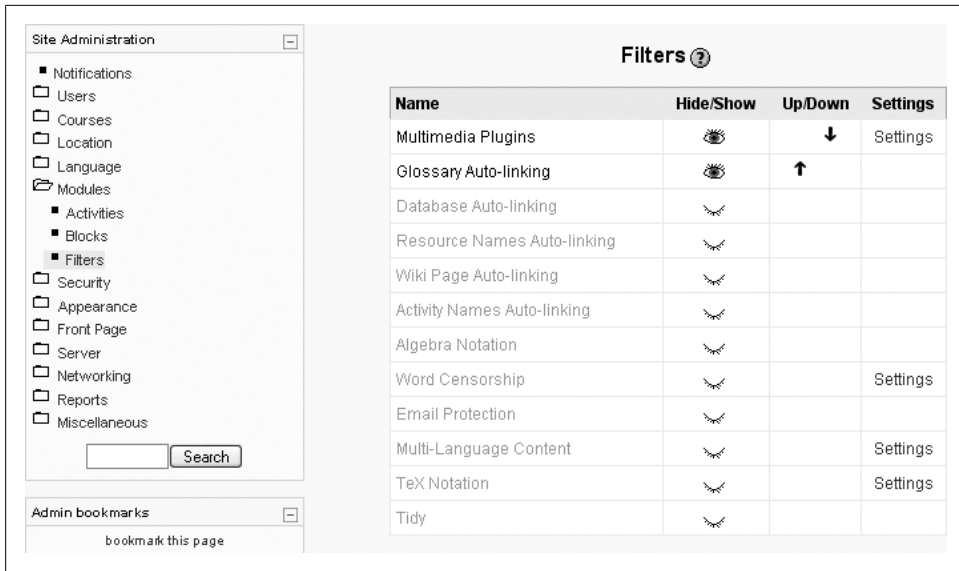 Site Administration
Notifications
Users
Courses
Location
Language
Modules
Activities
Blocks
Filters
Security
Appearance
Front Page
Server
Networking
Reports
Miscellaneous
Search
Admin bookmarks
bookmark this page
Filters ?
Name Hide/Show Up/Down Settings
Multimedia Plugins Settings
Glossary Auto-linking
Database Auto-linking
Resource Names Auto-linking
Wiki Page Auto-linking
Activity Names Auto-linking
Algebra Notation
Word Censorship Settings
Email Protection
Multi-Language Content Settings
TeX Notation Settings
Tidy